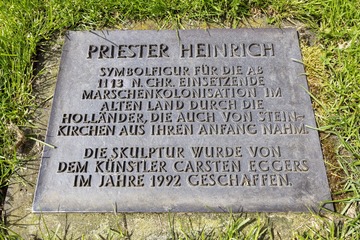 PRIESTER HEINRICH
SYMBOLFIGUR FÜR DIE AB
1113 N. CHR. EINSETZENDE
MARSCHENKOLONISATION IM
ALTEN LAND DURCH DIE
HOLLÄNDER, DIE AUCH VON STEIN-
KIRCHEN AUS IHREN ANFANG NAHM.
DIE SKULPTUR WURDE VON
DEM KÜNSTLER CARSTEN EGGERS
IM JAHRE 1992 GESCHAFFEN.